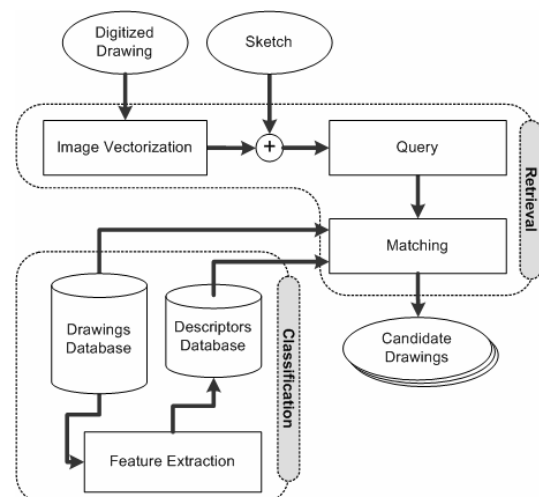 Digitized
Drawing
Sketch
Image Vectorization
+
Query
Retrieval
Matching
Drawings
Database
Descriptors
Database
Classification
Candidate
Drawings
Feature Extraction